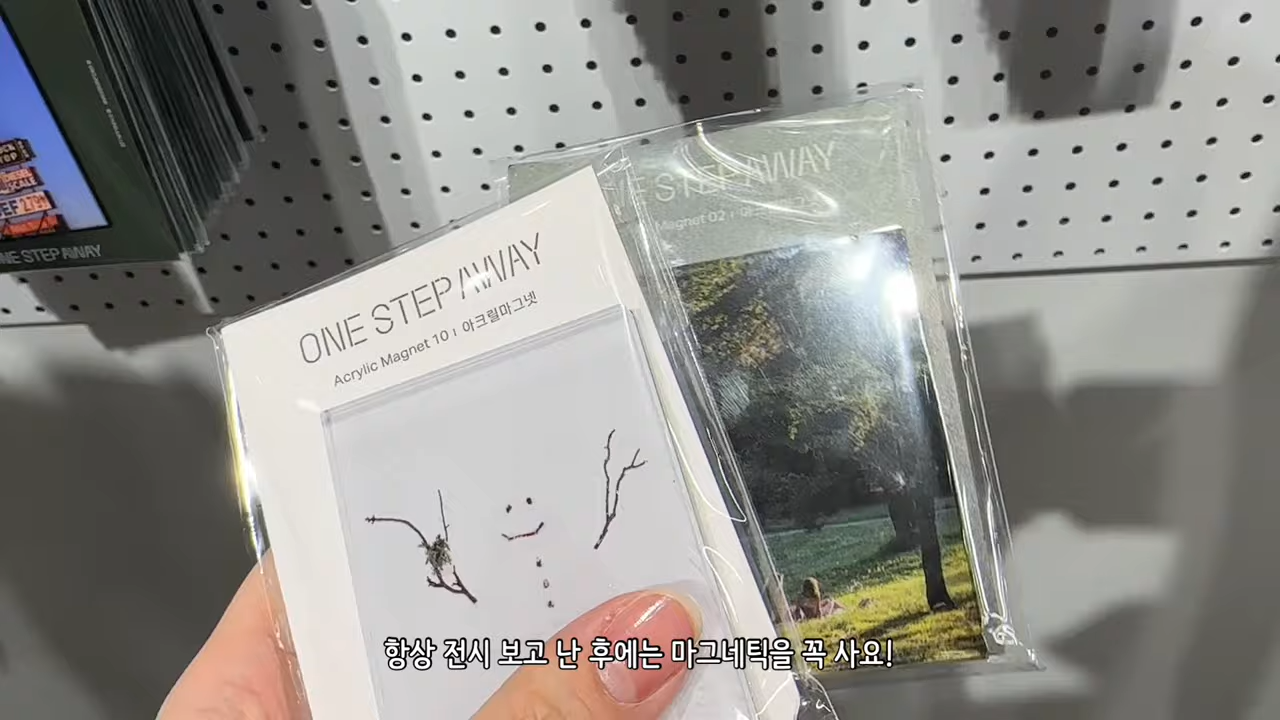 ONE STEP AWAY
ONE STEP AWAY
Acrylic Magnet 10 I 아크릴마그넷
STEP AWAY
Magnet 02 I
항상 전시 보고 난 후에는 마그네틱을 꼭 사요!